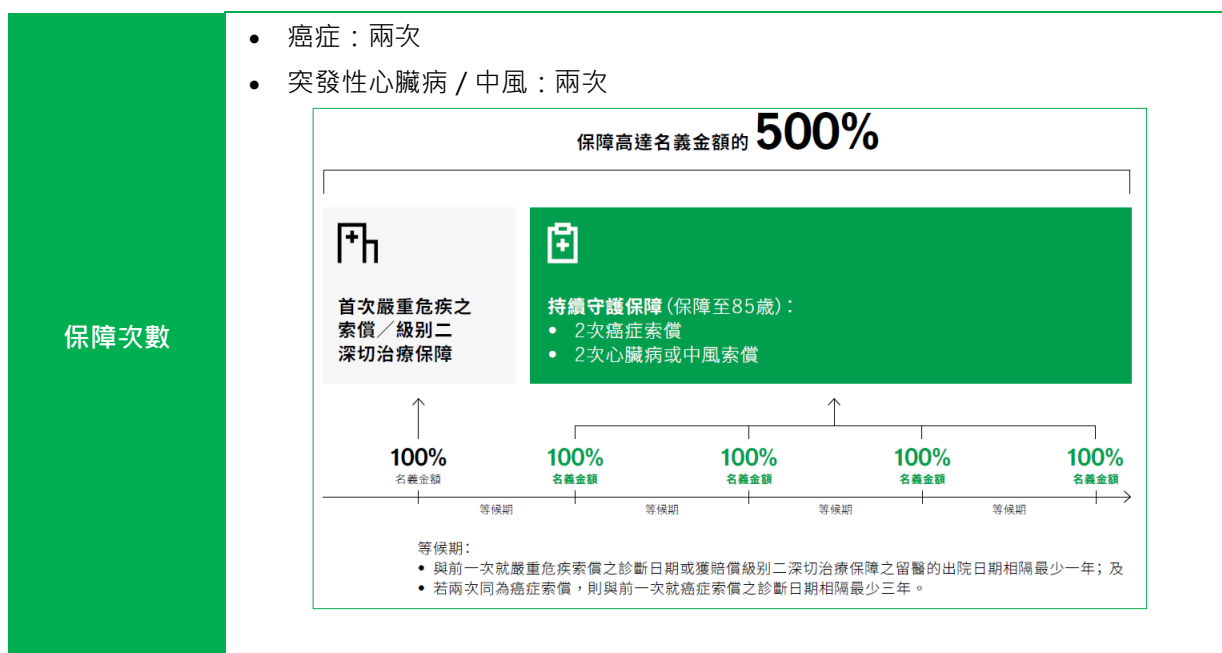 保障次數
• 癌症：兩次
• 突發性心臟病 / 中風：兩次
保障高達名義金額的 500%
首次嚴重危疾之
索償／級別二
深切治療保障
持續守護保障(保障至85歲)：
• 2次癌症索償
• 2次心臟病或中風索償
100%
名義金額
100%
名義金額
100%
名義金額
100%
名義金額
100%
名義金額
等候期
等候期
等候期
等候期
等候期：
• 與前一次就嚴重危疾索償之診斷日期或獲賠償級別二深切治療保障之留醫的出院日期相隔最少一年；及
• 若兩次同為癌症索償，則與前一次就癌症索償之診斷日期相隔最少三年。